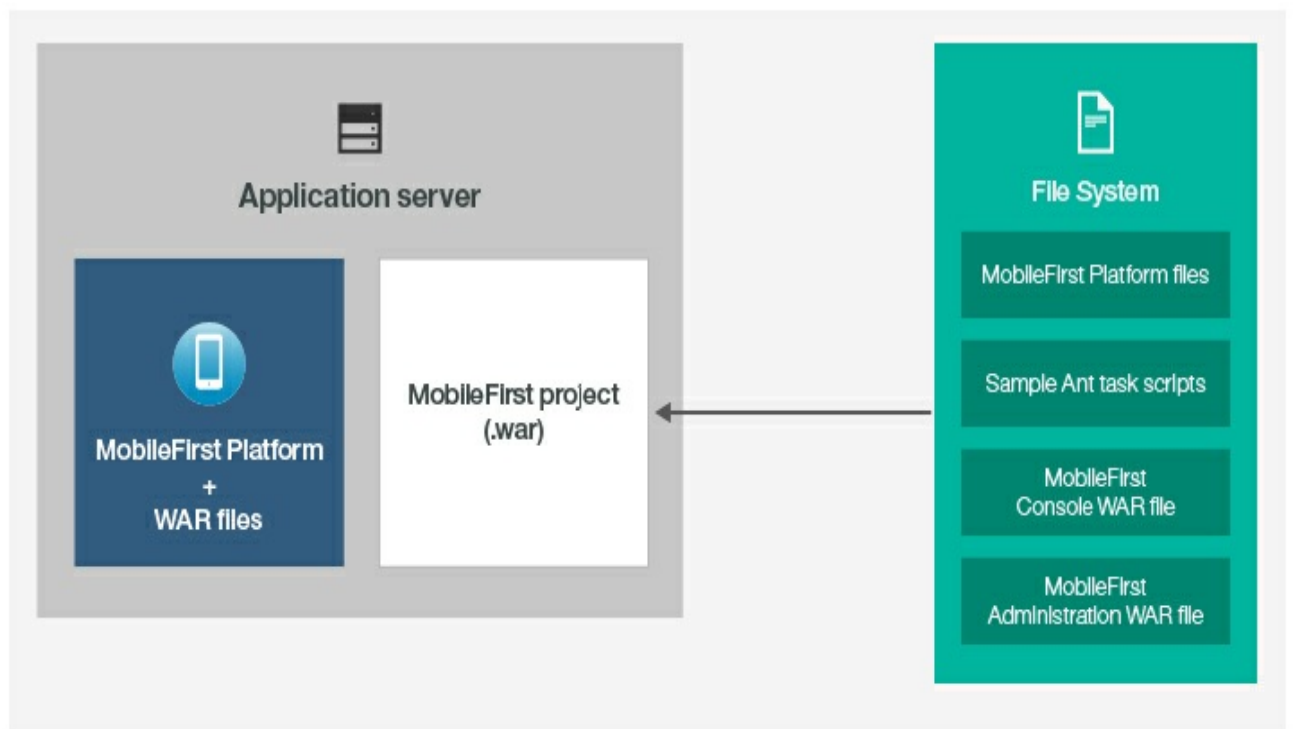 Application server
MobileFirst Platform
+
WAR files
MobileFirst project
(.war)
File System
MobileFirst Platform files
Sample Ant task scripts
MobileFirst
Console WAR file
MobileFirst
Administration WAR file